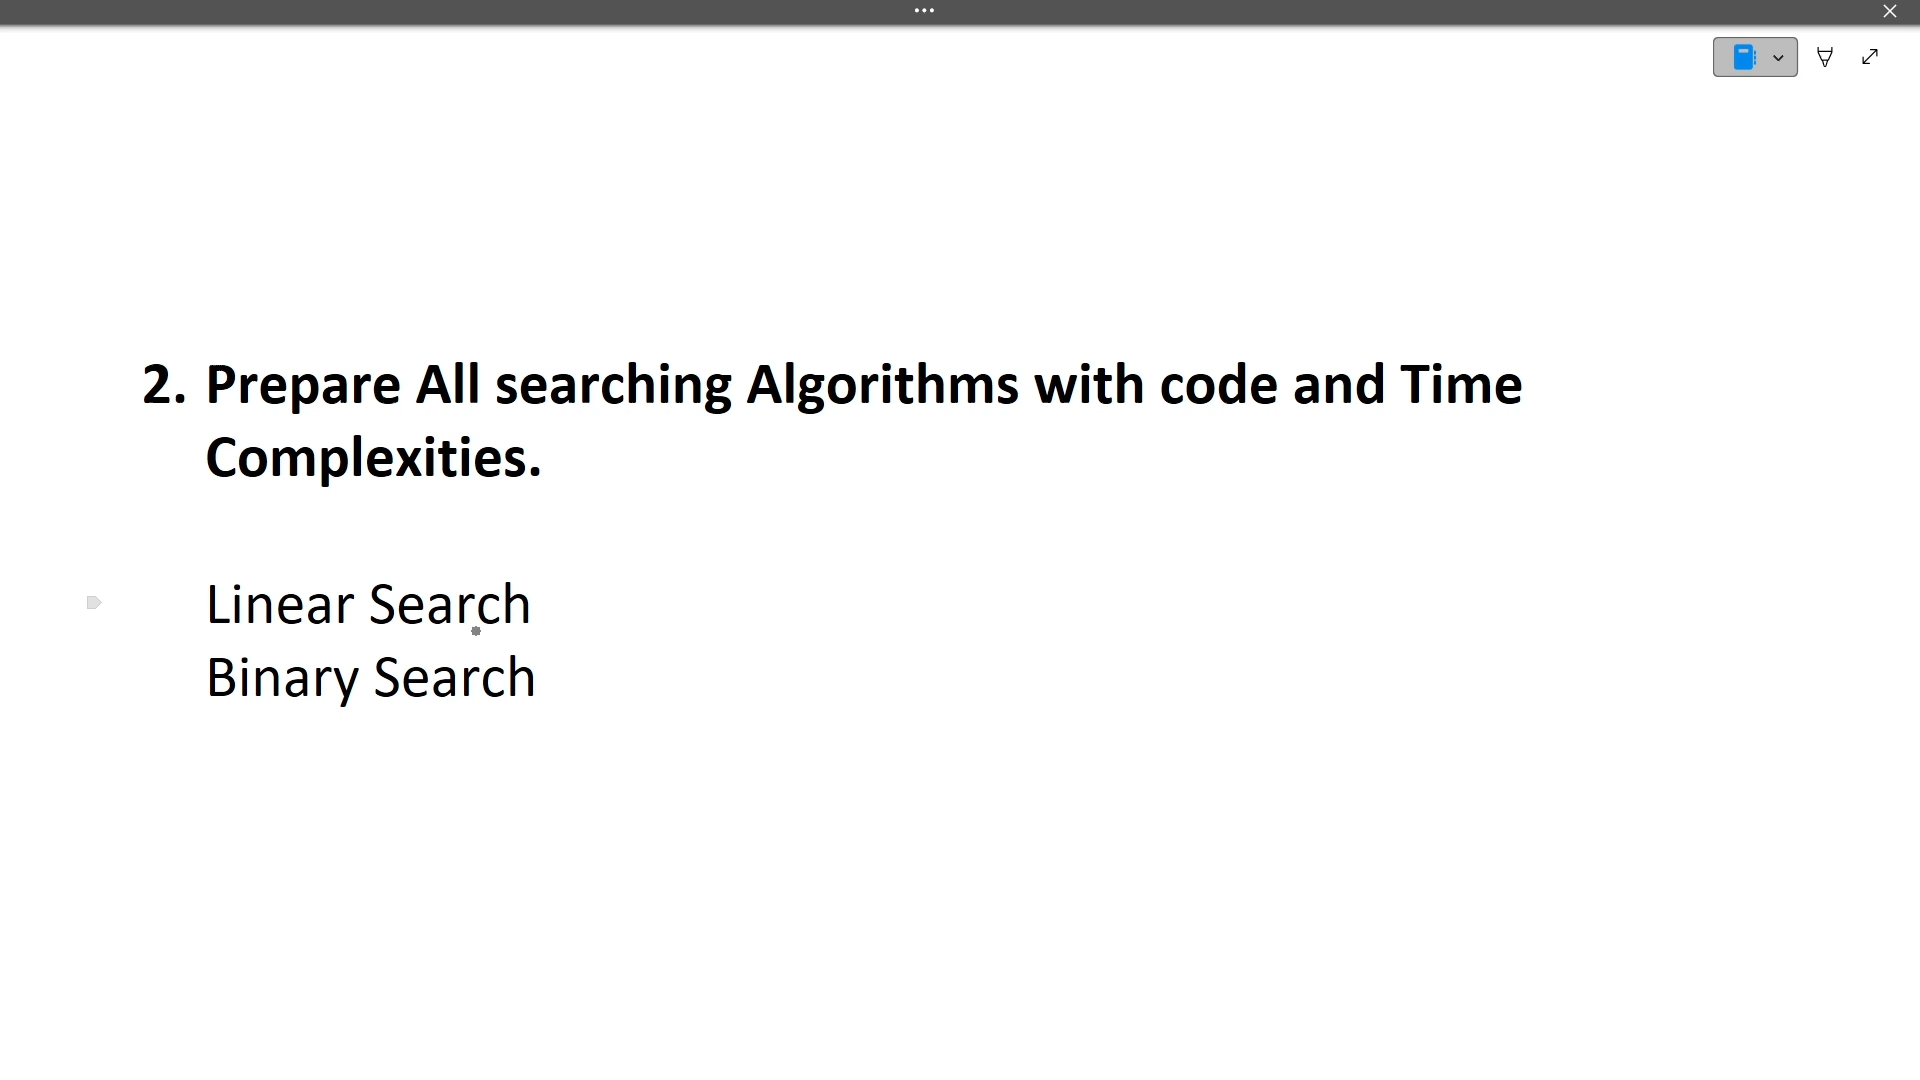 2. Prepare All searching Algorithms with code and Time
Complexities.
Linear Search
Binary Search